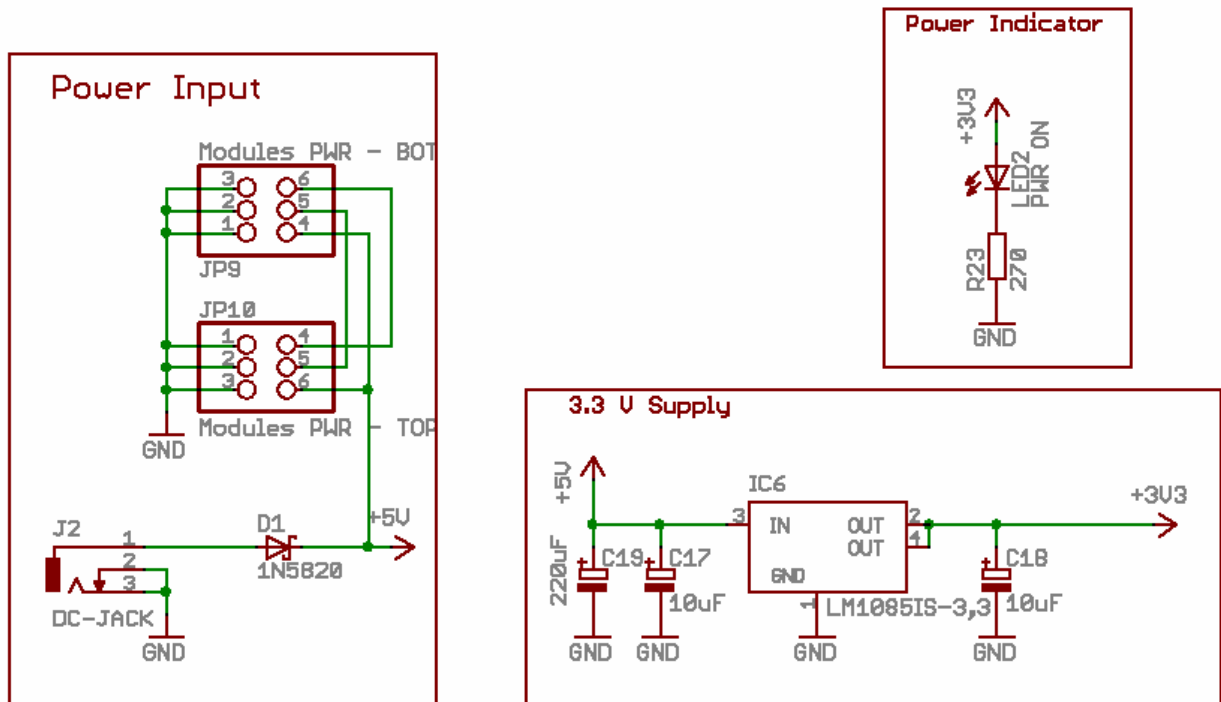 Power Input
Modules PWR - BOT
3 6
2 5
1 4
JP9
JP10
1 4
2 5
3 6
Modules PWR - TOP
GND
J2
1
2
3
DC-JACK
GND
D1
1N5820
+5V
Power Indicator
+3V3
LED2
PWR ON
R23
270
GND
3.3 V Supply
+5V
220uF
C19
C17
10uF
GND
GND
IC6
3
IN
OUT
2
OUT
4
GND
1
LM1085IS-3,3
GND
+3V3
C18
10uF
GND